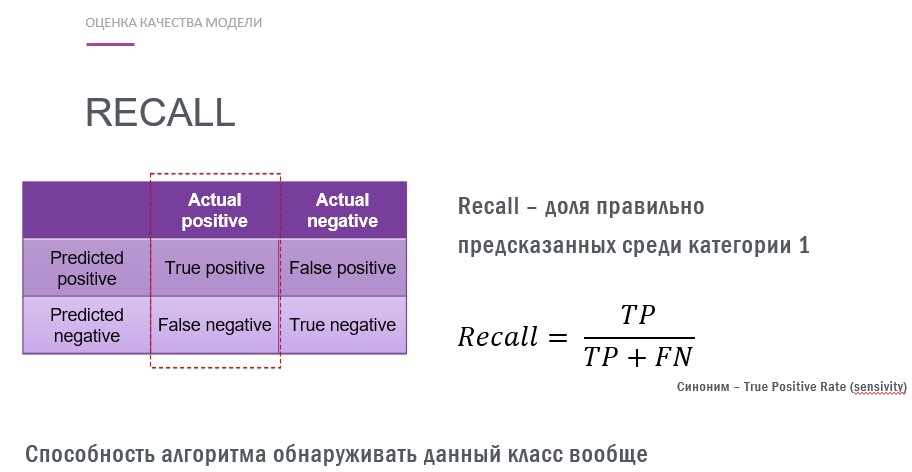 ОЦЕНКА КАЧЕСТВА МОДЕЛИ
RECALL
Actual positive
Actual negative
Predicted positive
True positive
False positive
Predicted negative
False negative
True negative
Recall – доля правильно
предсказанных среди категории 1
Recall = TP / (TP + FN)
Синоним – True Positive Rate (sensivity)
Способность алгоритма обнаруживать данный класс вообще